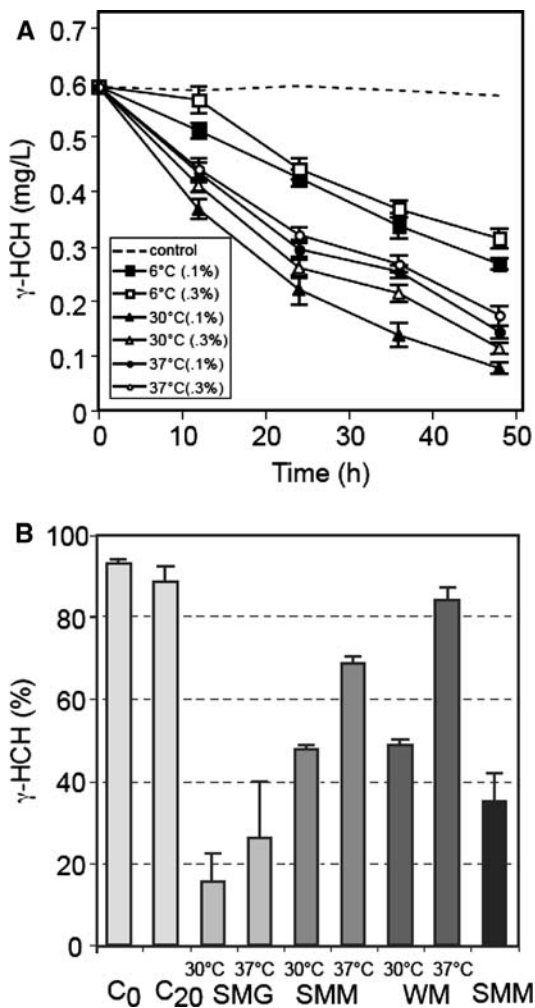 A
γ-HCH (mg/L)
0.7
0.6
0.5
0.4
0.3
0.2
0.1
0
control
6°C (.1%)
6°C (.3%)
30°C(.1%)
30°C (.3%)
37°C(.1%)
37°C(.3%)
0 10 20 30 40 50
Time (h)
B
γ-HCH (%)
100
80
60
40
20
0
30°C 37°C 30°C 37°C 30°C 37°C
C0 C20 SMG SMM WM SMM